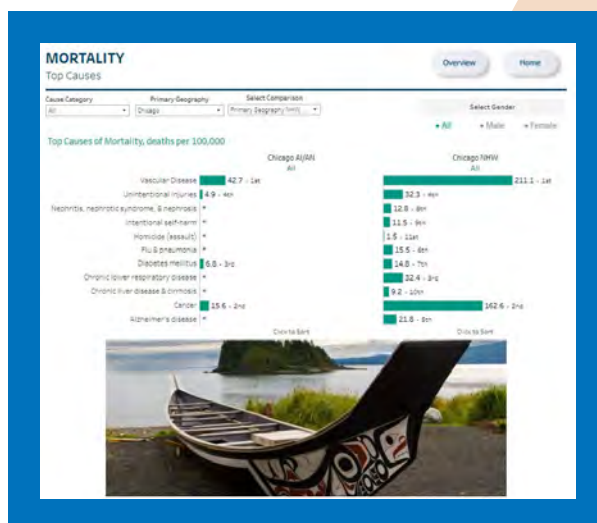 MORTALITY
Top Causes
Overview
Home
Cause Category
Primary Geography
Select Comparison
Select Gender
All
Chicago
Primary Geography NHW
• All • Male • Female
Top Causes of Mortality, deaths per 100,000
Chicago AI/AN
All
Chicago NHW
All
Vascular Disease 42.7 - 1st 211.1 - 1st
Unintentional injuries 4.9 - 4th 32.3 - 4th
Nephritis, nephrotic syndrome, & nephrosis * 12.8 - 8th
Intentional self-harm * 11.5 - 9th
Homicide (assault) * 1.5 - 11th
Flu & pneumonia * 15.5 - 6th
Diabetes mellitus 6.8 - 3rd 14.8 - 7th
Chronic lower respiratory disease * 32.4 - 3rd
Chronic liver disease & cirrhosis * 9.2 - 10th
Cancer 15.6 - 2nd 162.6 - 2nd
Alzheimer's disease * 21.8 - 5th
Click to Sort
Click to Sort